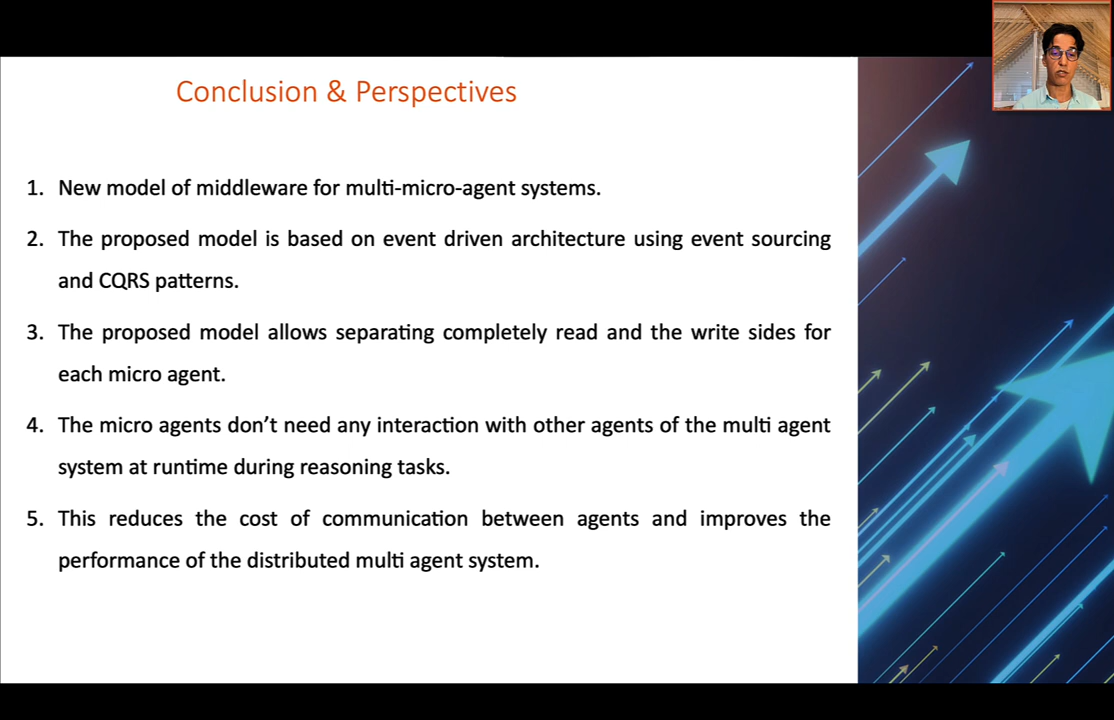 Conclusion & Perspectives
1. New model of middleware for multi-micro-agent systems.
2. The proposed model is based on event driven architecture using event sourcing
and CQRS patterns.
3. The proposed model allows separating completely read and the write sides for
each micro agent.
4. The micro agents don’t need any interaction with other agents of the multi agent
system at runtime during reasoning tasks.
5. This reduces the cost of communication between agents and improves the
performance of the distributed multi agent system.